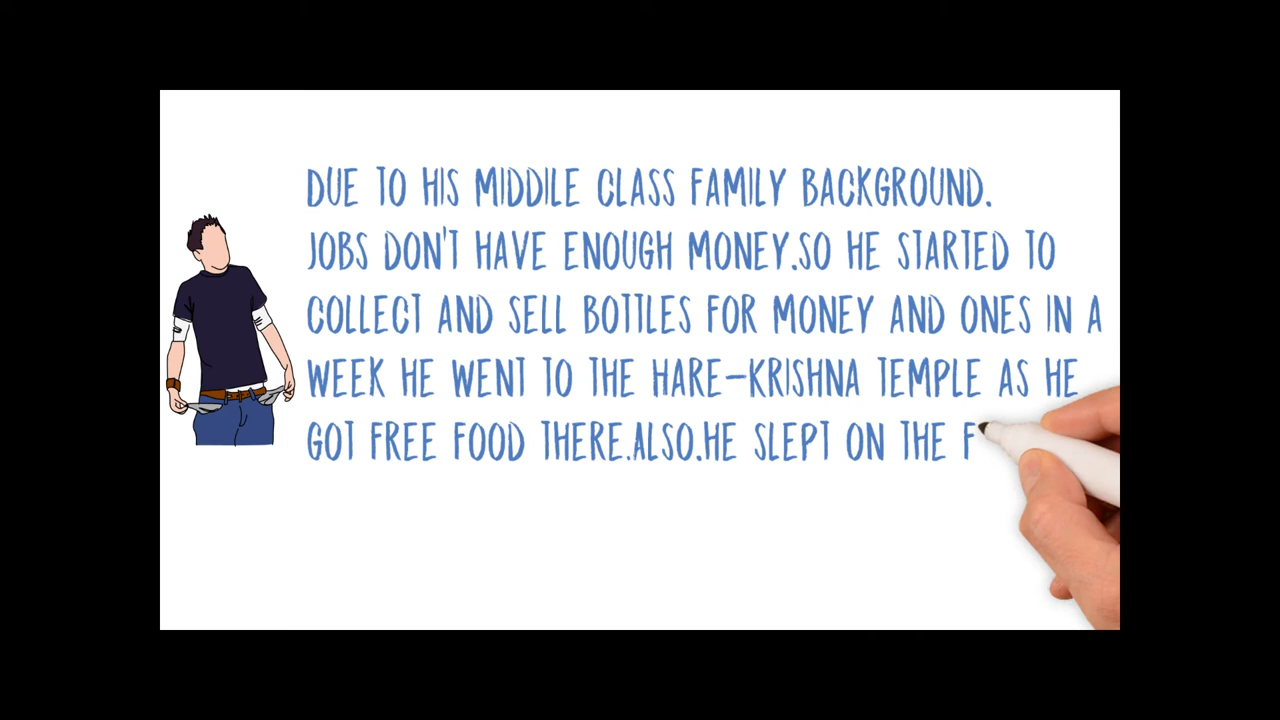 DUE TO HIS MIDDILE CLASS FAMILY BACKGROUND.
JOBS DON'T HAVE ENOUGH MONEY.SO HE STARTED TO
COLLECT AND SELL BOTTLES FOR MONEY AND ONES IN A
WEEK HE WENT TO THE HARE-KRISHNA TEMPLE AS HE
GOT FREE FOOD THERE.ALSO.HE SLEPT ON THE F